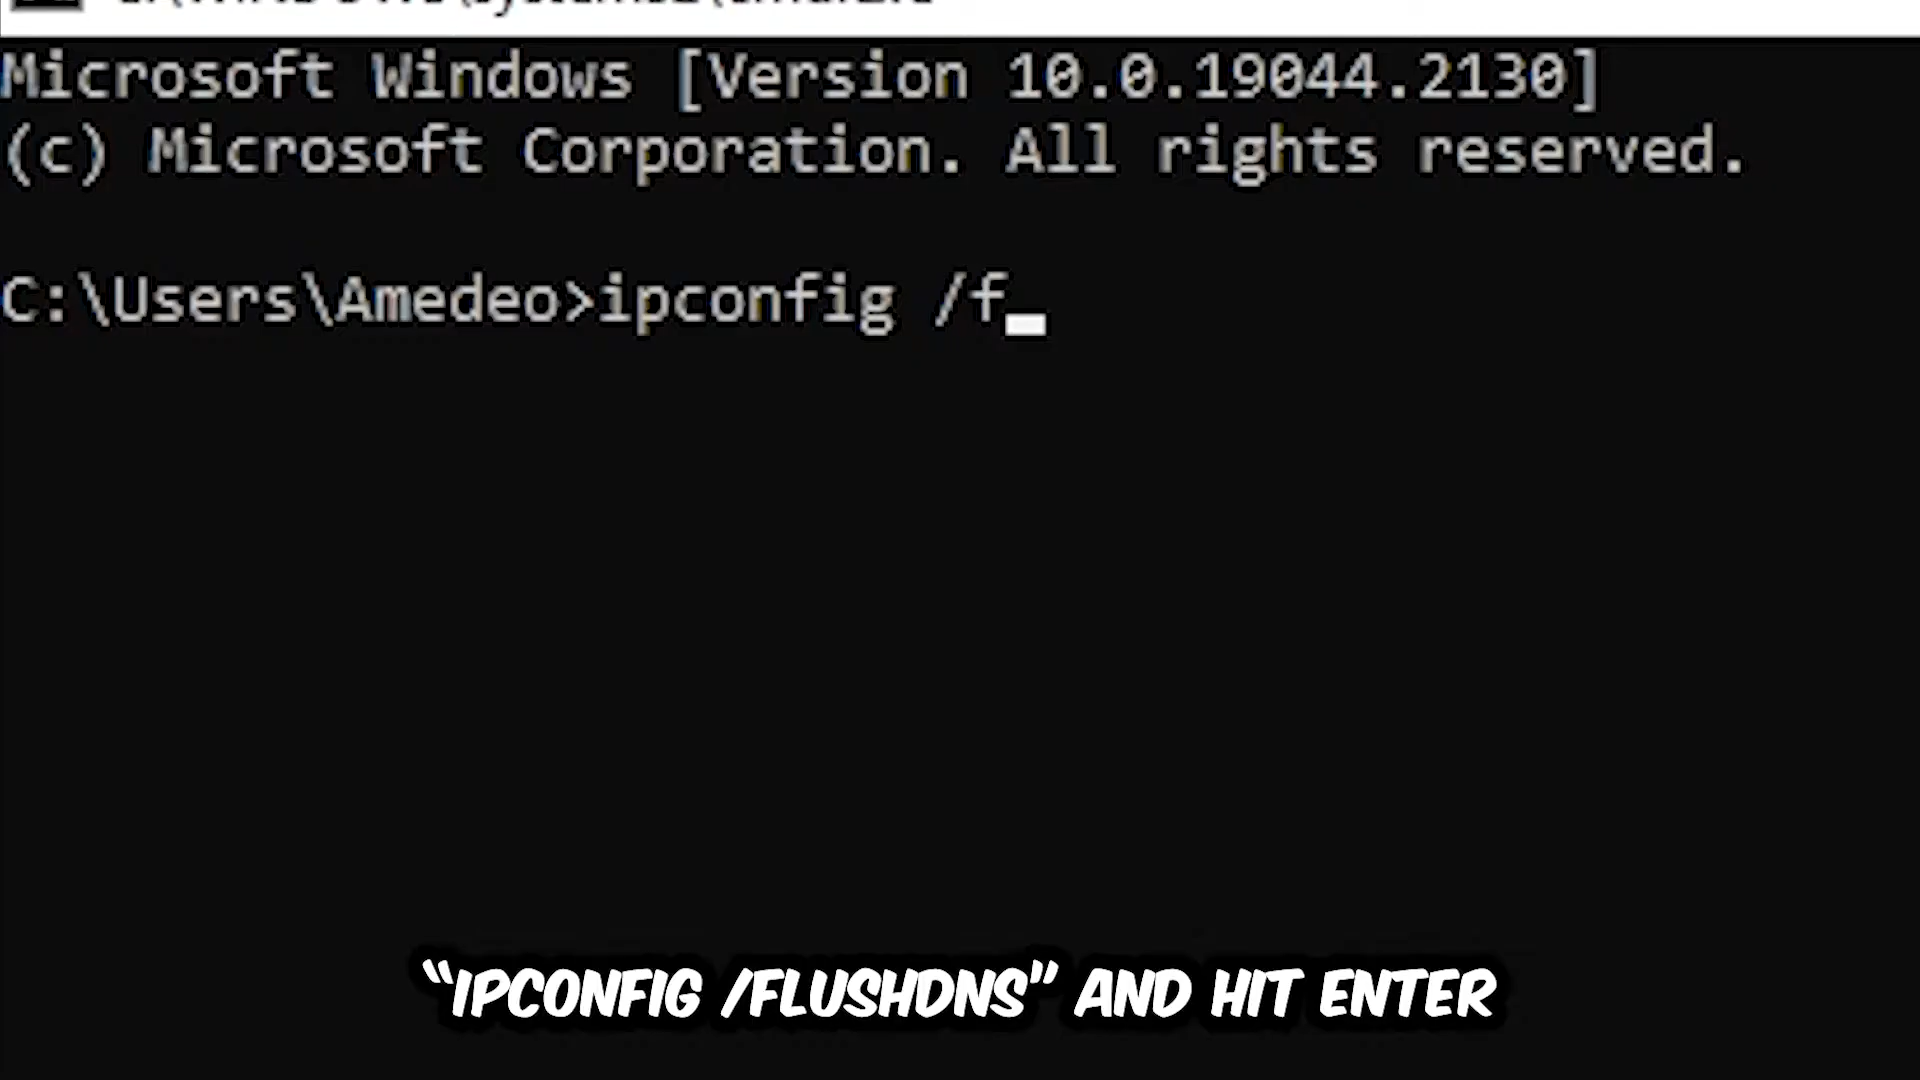 Microsoft Windows [Version 10.0.19044.2130]
(c) Microsoft Corporation. All rights reserved.
C:\Users\Amedeo>ipconfig /f_
“IPCONFIG /FLUSHDNS” AND HIT ENTER